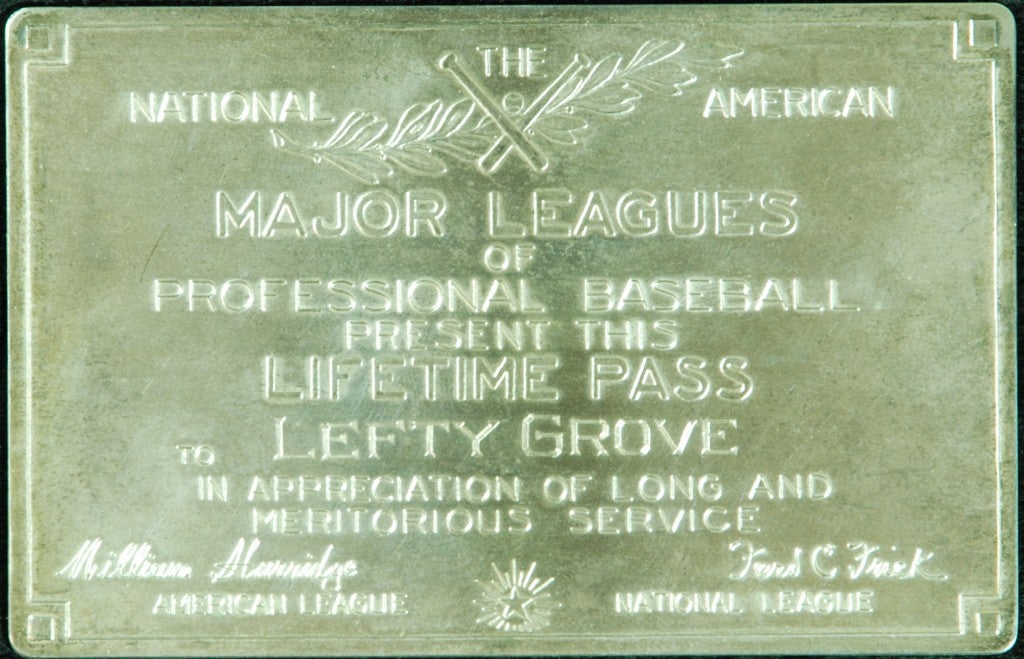 THE
NATIONAL AMERICAN
MAJOR LEAGUES
OF
PROFESSIONAL BASEBALL
PRESENT THIS
LIFETIME PASS
TO LEFTY GROVE
IN APPRECIATION OF LONG AND
MERITORIOUS SERVICE
William Harridge Ford C Frick
AMERICAN LEAGUE NATIONAL LEAGUE